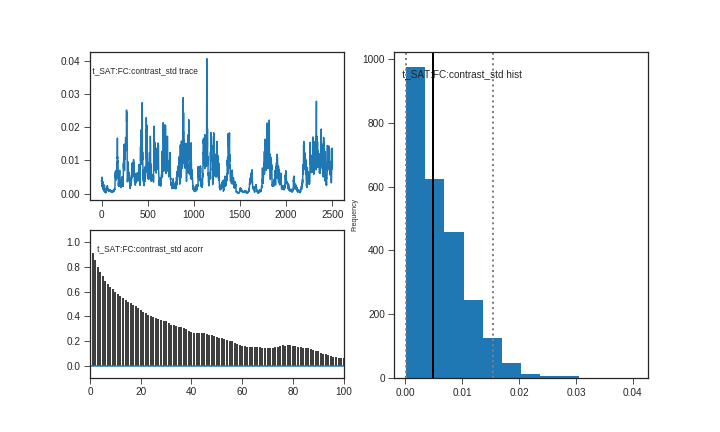 t_SAT:FC:contrast_std trace
0.04
0.03
0.02
0.01
0.00
0 500 1000 1500 2000 2500
t_SAT:FC:contrast_std acorr
1.0
0.8
0.6
0.4
0.2
0.0
0 20 40 60 80 100
t_SAT:FC:contrast_std hist
Frequency
1000
800
600
400
200
0
0.00 0.01 0.02 0.03 0.04